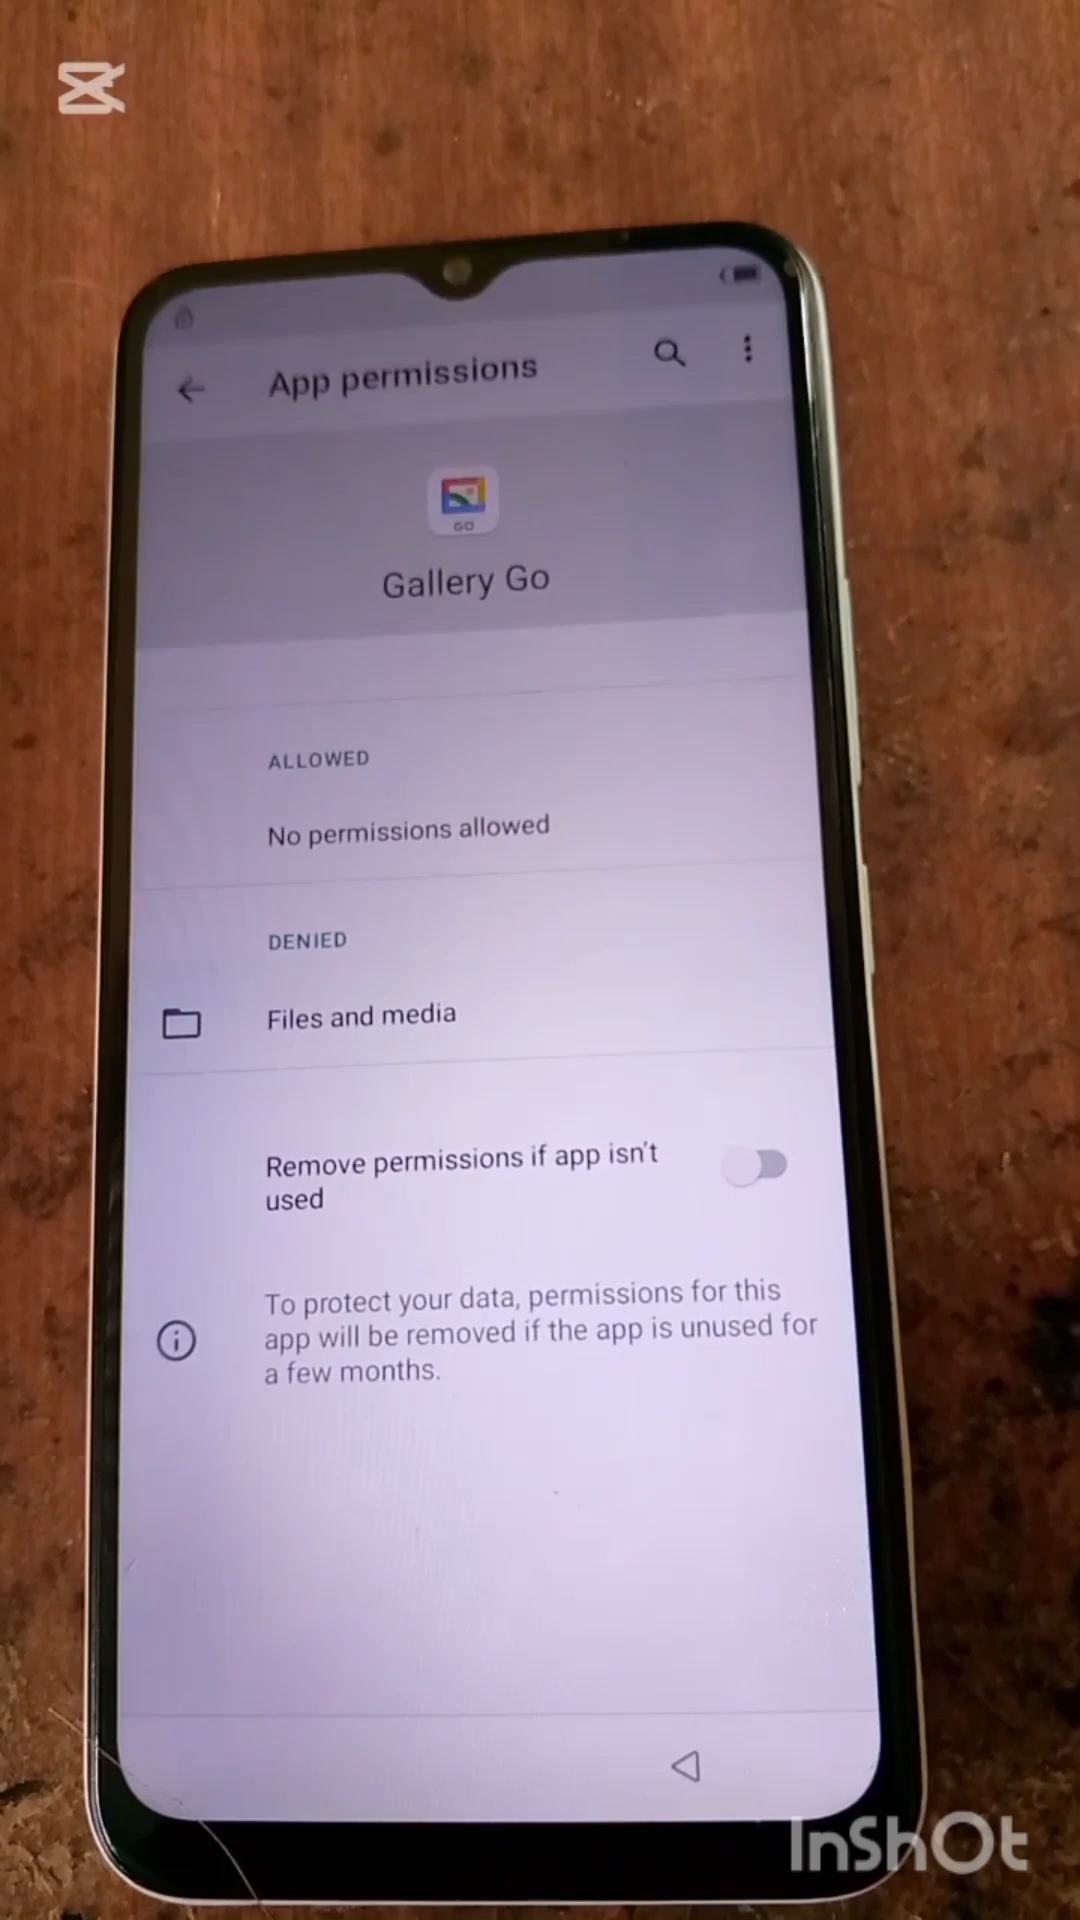 App permissions
GO
Gallery Go
ALLOWED
No permissions allowed
DENIED
Files and media
Remove permissions if app isn't
used
To protect your data, permissions for this
app will be removed if the app is unused for
a few months.
InShOt